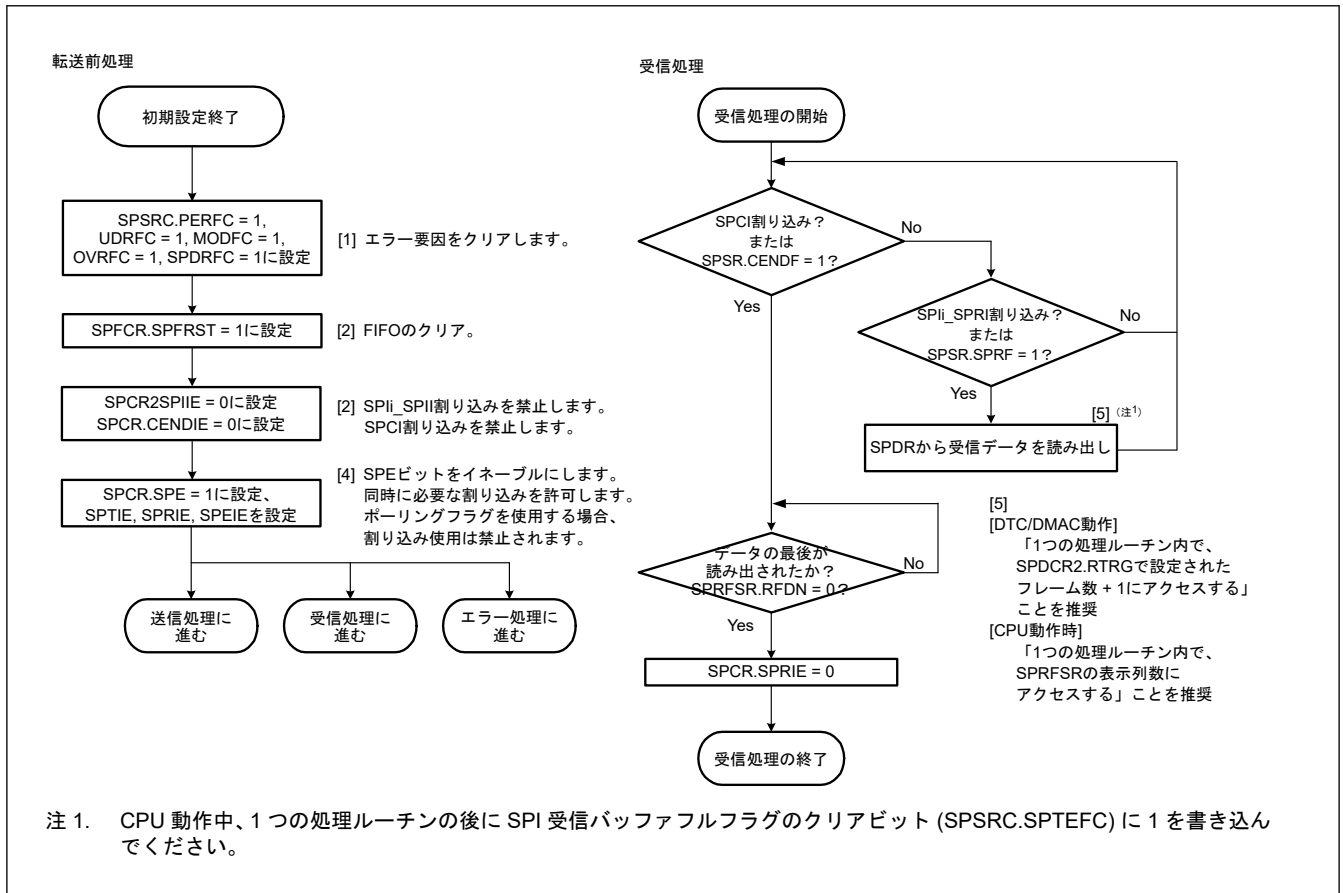 転送前処理
初期設定終了
SPSRC.PERFC = 1,
UDRFC = 1, MODFC = 1,
OVRFC = 1, SPDRFC = 1に設定
[1] エラー要因をクリアします。
SPFCR.SPFRST = 1に設定
[2] FIFOのクリア。
SPCR2SPIIE = 0に設定
SPCR.CENDIE = 0に設定
[2] SPIi_SPII割り込みを禁止します。
SPCI割り込みを禁止します。
SPCR.SPE = 1に設定、
SPTIE, SPRIE, SPEIEを設定
[4] SPEビットをイネーブルにします。
同時に必要な割り込みを許可します。
ポーリングフラグを使用する場合、
割り込み使用は禁止されます。
送信処理に
進む
受信処理に
進む
エラー処理に
進む
受信処理
受信処理の開始
SPCI割り込み？
または
SPSR.CENDF = 1？
No
Yes
SPIi_SPRI割り込み？
または
SPSR.SPRF = 1？
No
Yes
[5]（注1）
SPDRから受信データを読み出し
データの最後が
読み出されたか？
SPRFSR.RFDN = 0？
No
Yes
SPCR.SPRIE = 0
受信処理の終了
[5]
[DTC/DMAC動作]
「1つの処理ルーチン内で、
SPDCR2.RTRGで設定された
フレーム数 + 1にアクセスする」
ことを推奨
[CPU動作時]
「1つの処理ルーチン内で、
SPRFSRの表示列数に
アクセスする」ことを推奨
注 1. CPU 動作中、1 つの処理ルーチンの後に SPI 受信バッファフルフラグのクリアビット (SPSRC.SPTEFC) に 1 を書き込ん
でください。